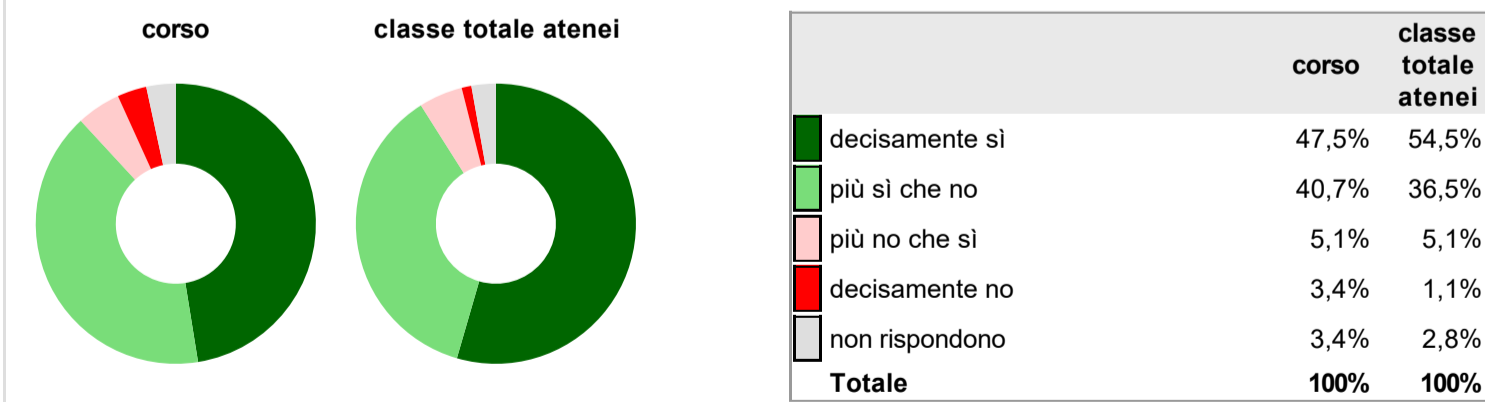 corso
classe totale atenei
corso
classe
totale
atenei
decisamente sì 47,5% 54,5%
più sì che no 40,7% 36,5%
più no che sì 5,1% 5,1%
decisamente no 3,4% 1,1%
non rispondono 3,4% 2,8%
Totale 100% 100%